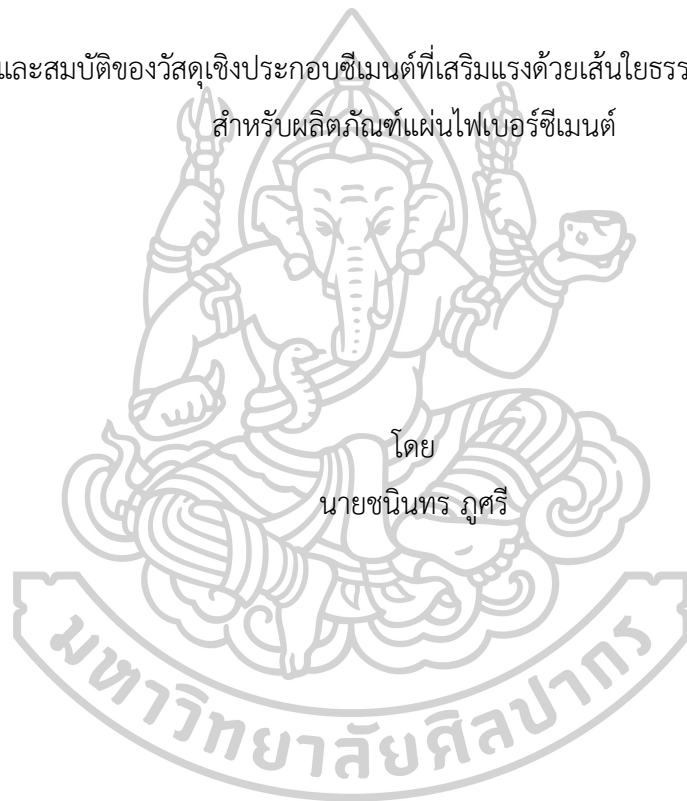 และสมบัติของวัสดุเชิงประกอบซีเมนต์ที่เสริมแรงด้วยเส้นใยธรร
สำหรับผลิตภัณฑ์แผ่นไฟเบอร์ซีเมนต์
โดย
นายชนินทร ภูศรี
มหาวิทยาลัยศิลปากร